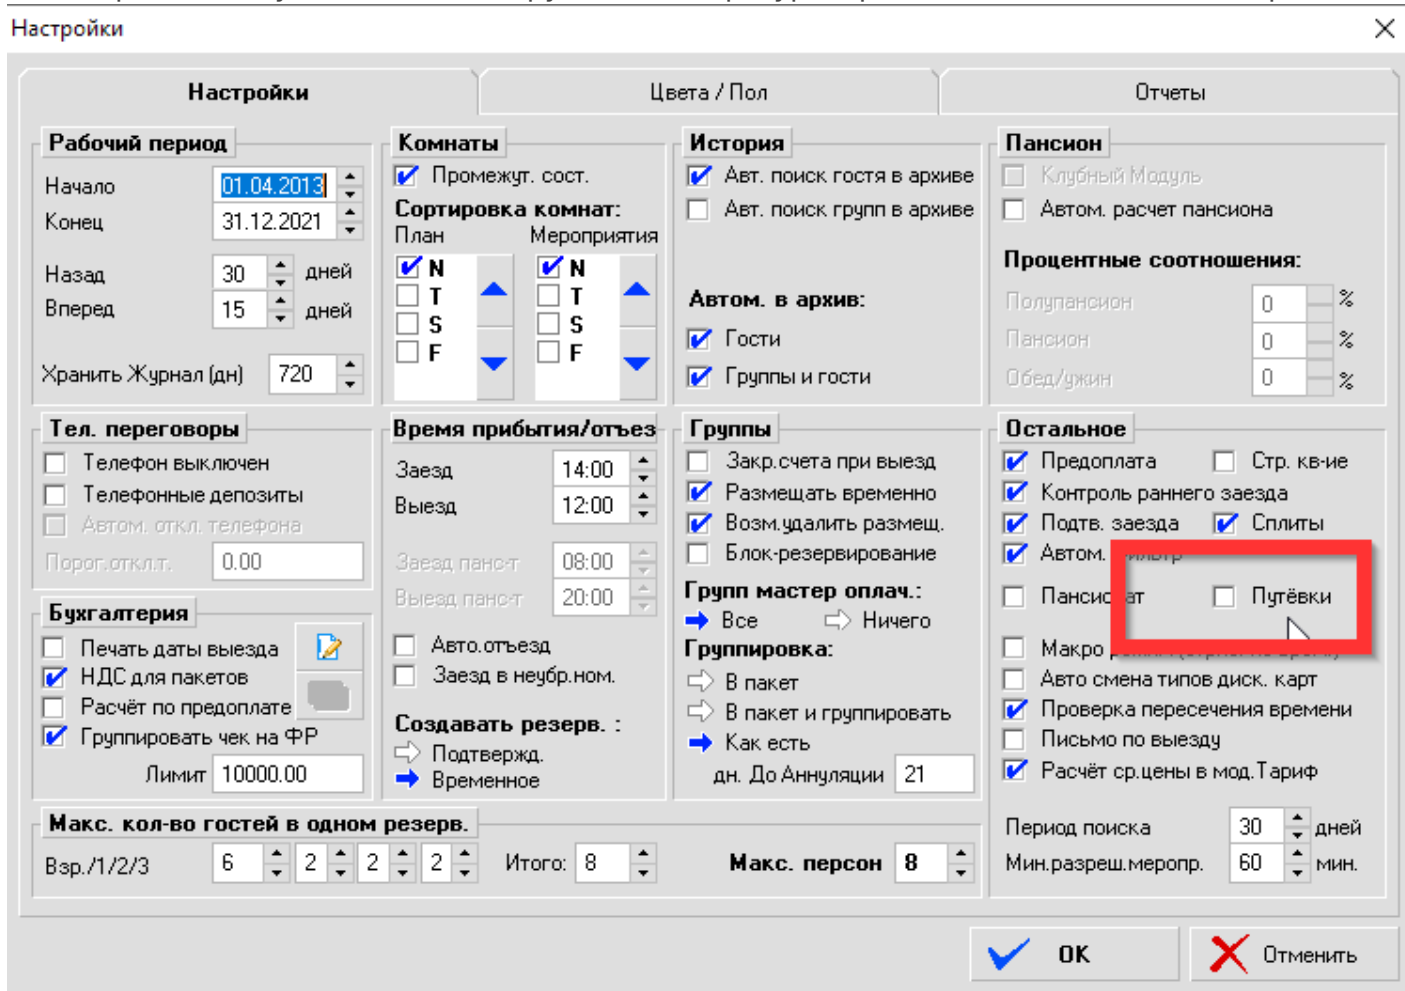 Настройки
Настройки
Цвета / Пол
Отчеты
Рабочий период
Начало 01.04.2013
Конец 31.12.2021
Назад 30 дней
Вперед 15 дней
Хранить Журнал (дн) 720
Комнаты
Промежут. сост.
Сортировка комнат:
План Мероприятия
N N
T T
S S
F F
История
Авт. поиск гостя в архиве
Авт. поиск групп в архиве
Автом. в архив:
Гости
Группы и гости
Пансион
Клубный Модуль
Автом. расчет пансиона
Процентные соотношения:
Полупансион 0 %
Пансион 0 %
Обед/ужин 0 %
Тел. переговоры
Телефон выключен
Телефонные депозиты
Автом. откл. телефона
Порог.откл.т. 0.00
Бухгалтерия
Печать даты выезда
НДС для пакетов
Расчёт по предоплате
Группировать чек на ФР
Лимит 10000.00
Время прибытия/отъез
Заезд 14:00
Выезд 12:00
Заезд панс-т 08:00
Выезд панс-т 20:00
Авто.отъезд
Заезд в неубр.ном.
Создавать резерв. :
Подтвержд.
Временное
Группы
Закр.счета при выезд
Размещать временно
Возм.удалить размещ.
Блок-резервирование
Групп мастер оплач.:
Все Ничего
Группировка:
В пакет
В пакет и группировать
Как есть
дн. До Аннуляции 21
Остальное
Предоплата Стр. кв-ие
Контроль раннего заезда
Подтв. заезда Сплиты
Автом.
Путёвки
Макро
Авто смена типов диск. карт
Проверка пересечения времени
Письмо по выезду
Расчёт ср.цены в мод.Тариф
Период поиска 30 дней
Мин.разреш.меропр. 60 мин.
Макс. кол-во гостей в одном резерв.
Взр./1/2/3 6 2 2 2 Итого: 8 Макс. персон 8
OK
Отменить